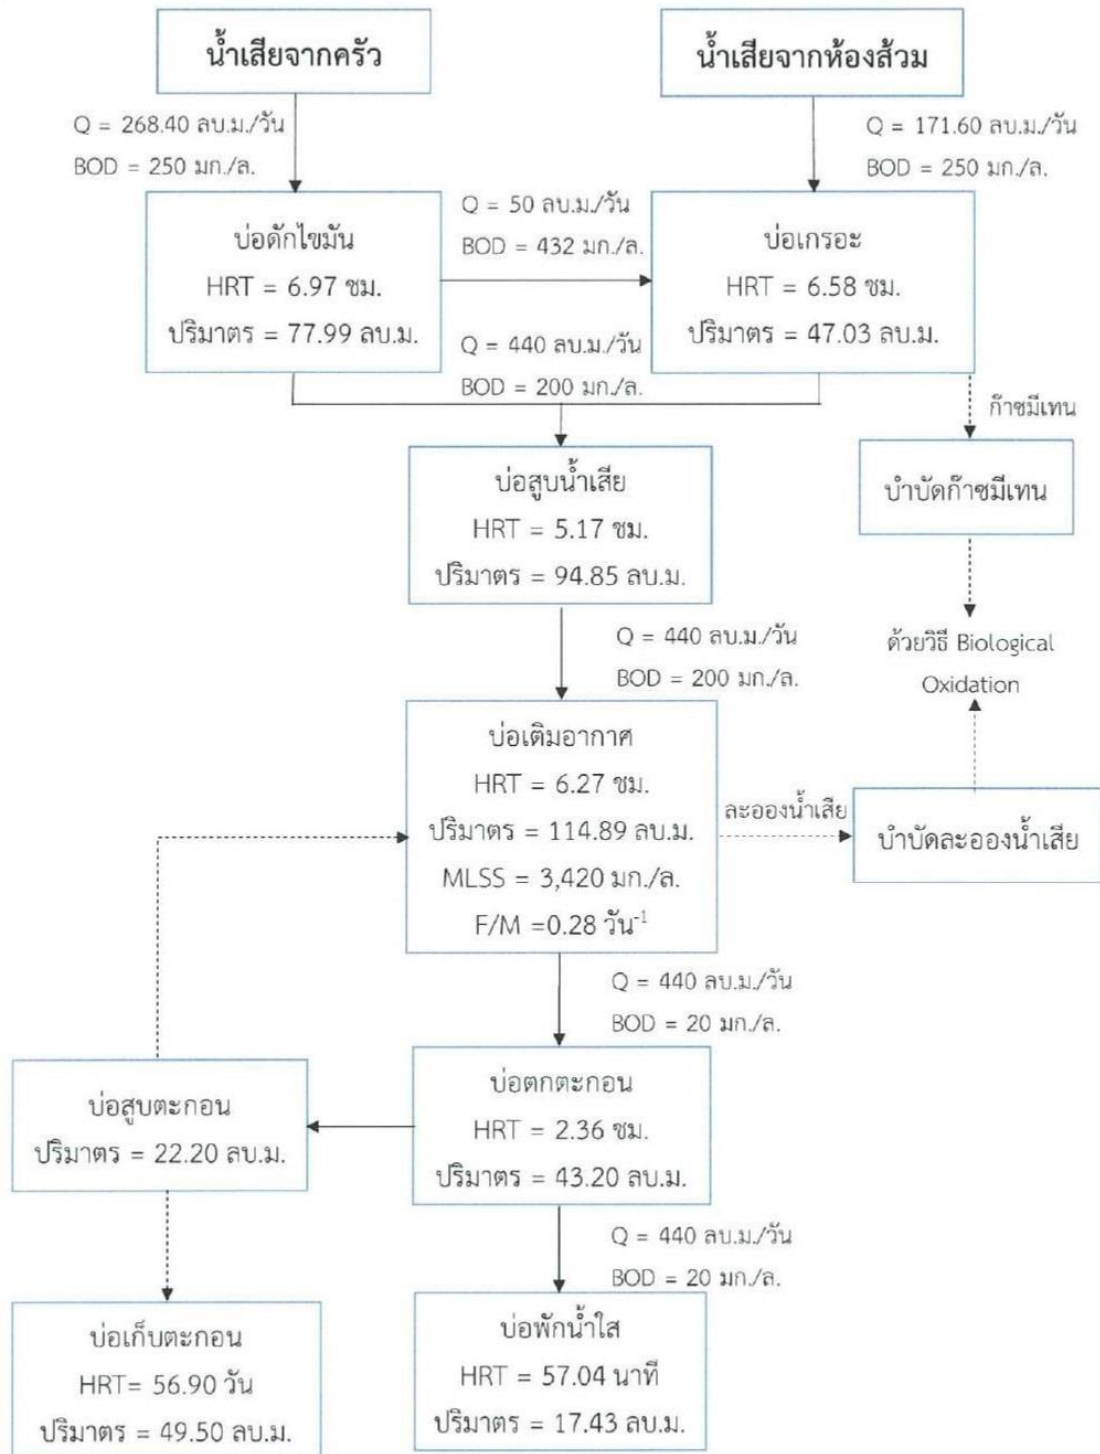 น้ำเสียจากครัว
น้ำเสียจากห้องส้วม
Q = 268.40 ลบ.ม./วัน
BOD = 250 มก./ล.
Q = 171.60 ลบ.ม./วัน
BOD = 250 มก./ล.
บ่อดักไขมัน
HRT = 6.97 ชม.
ปริมาตร = 77.99 ลบ.ม.
Q = 50 ลบ.ม./วัน
BOD = 432 มก./ล.
บ่อเกรอะ
HRT = 6.58 ชม.
ปริมาตร = 47.03 ลบ.ม.
Q = 440 ลบ.ม./วัน
BOD = 200 มก./ล.
ก๊าซมีเทน
บ่อสูบน้ำเสีย
HRT = 5.17 ชม.
ปริมาตร = 94.85 ลบ.ม.
บำบัดก๊าซมีเทน
Q = 440 ลบ.ม./วัน
BOD = 200 มก./ล.
ด้วยวิธี Biological
Oxidation
บ่อเติมอากาศ
HRT = 6.27 ชม.
ปริมาตร = 114.89 ลบ.ม.
MLSS = 3,420 มก./ล.
F/M =0.28 วัน⁻¹
ละอองน้ำเสีย
บำบัดละอองน้ำเสีย
Q = 440 ลบ.ม./วัน
BOD = 20 มก./ล.
บ่อสูบตะกอน
ปริมาตร = 22.20 ลบ.ม.
บ่อตกตะกอน
HRT = 2.36 ชม.
ปริมาตร = 43.20 ลบ.ม.
Q = 440 ลบ.ม./วัน
BOD = 20 มก./ล.
บ่อเก็บตะกอน
HRT= 56.90 วัน
ปริมาตร = 49.50 ลบ.ม.
บ่อพักน้ำใส
HRT = 57.04 นาที
ปริมาตร = 17.43 ลบ.ม.